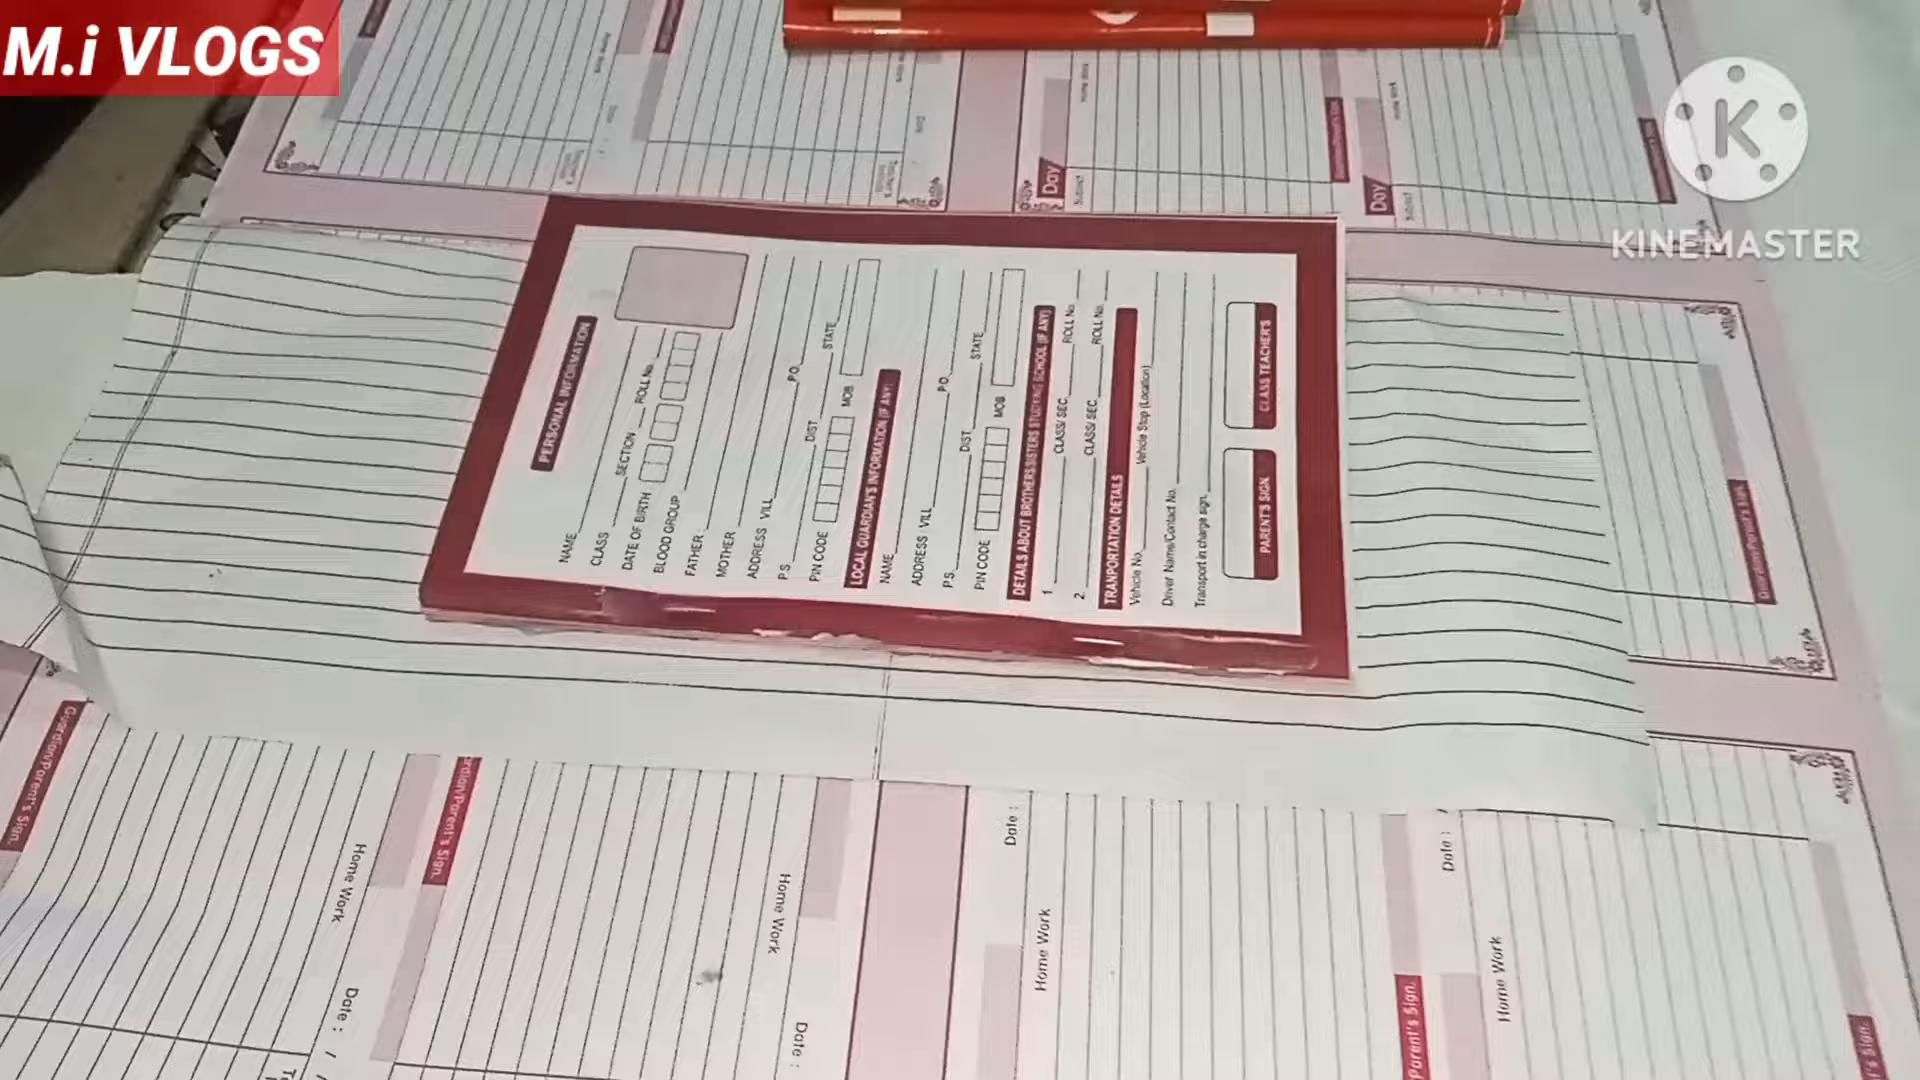 M.i VLOGS
KINEMASTER
PERSONAL INFORMATION
NAME
CLASS SECTION ROLL No.
DATE OF BIRTH
BLOOD GROUP
FATHER
MOTHER
ADDRESS VILL
P.S. P.O.
PIN CODE DIST STATE
MOB.
LOCAL GUARDIAN'S INFORMATION (IF ANY)
NAME
ADDRESS VILL
P.S. P.O.
PIN CODE DIST STATE
MOB.
DETAILS ABOUT BROTHERS/SISTERS STUDYING SCHOOL (IF ANY)
1. CLASS/ SEC. ROLL No.
2. CLASS/ SEC. ROLL No.
TRANPORTATION DETAILS
Vehicle No. Vehicle Stop (Location)
Driver Name/Contact No.
Transport in charge sign.
PARENT'S SIGN.
CLASS TEACHER'S
Day
Subject
Day
Subject
Guardian/Parent's Sign.
Guardian/Parent's Sign.
Home Work
Date :
rdian/Parent's Sign.
Home Work
Date :
Date :
Home Work
Parent's Sign.
Date :
Home Work
t's Sign.